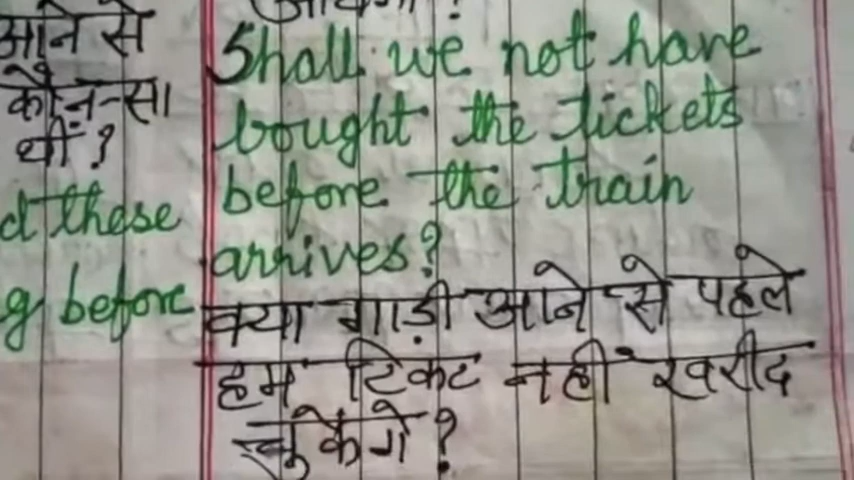 आने से
कौन-सा
थी?
d these
g before
Shall we not have
bought the tickets
before the train
arrives?
क्या गाड़ी आने से पहले
हम टिकट नहीं खरीद
चुकेगे?